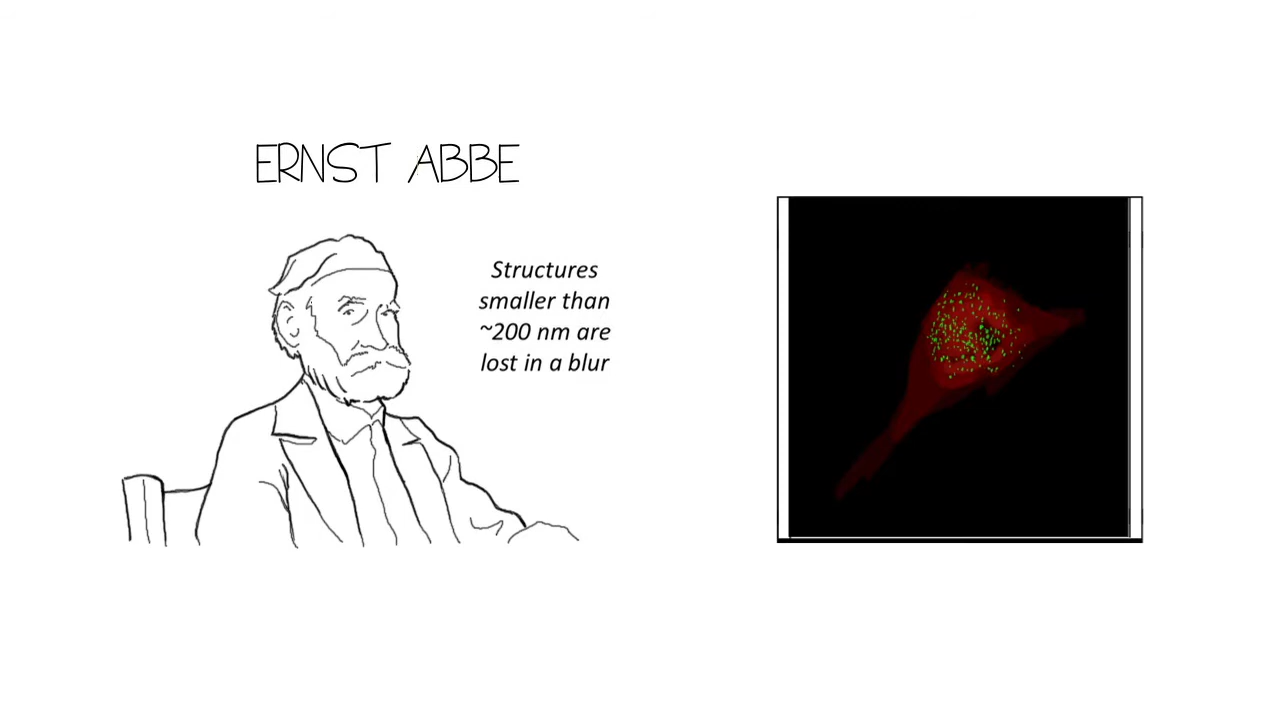 ERNST ABBE
Structures
smaller than
~200 nm are
lost in a blur